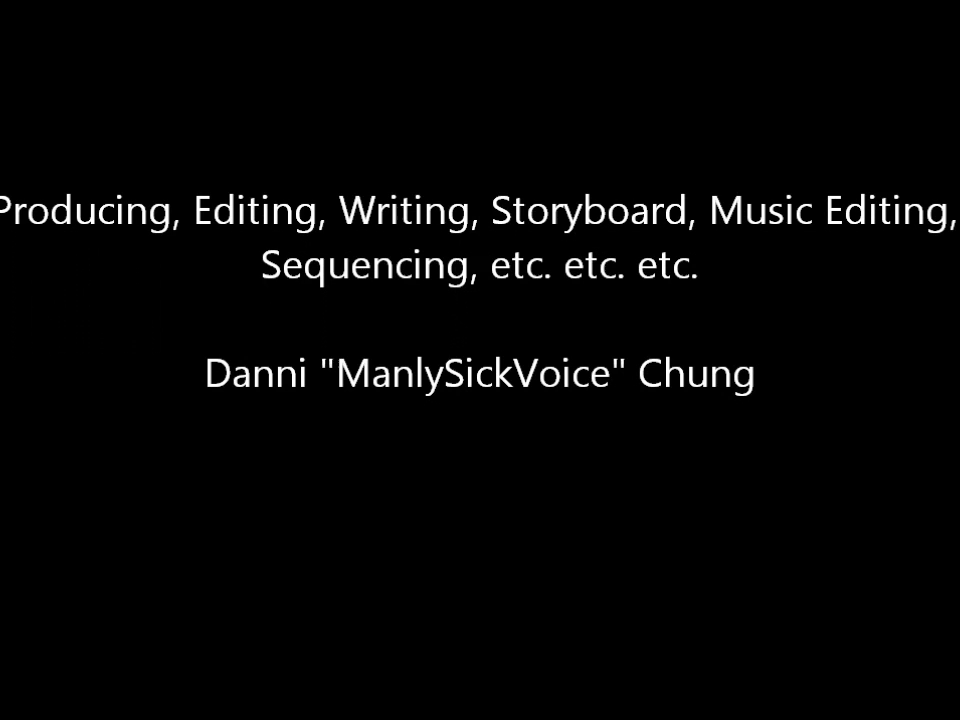 Producing, Editing, Writing, Storyboard, Music Editing,
Sequencing, etc. etc. etc.
Danni "ManlySickVoice" Chung